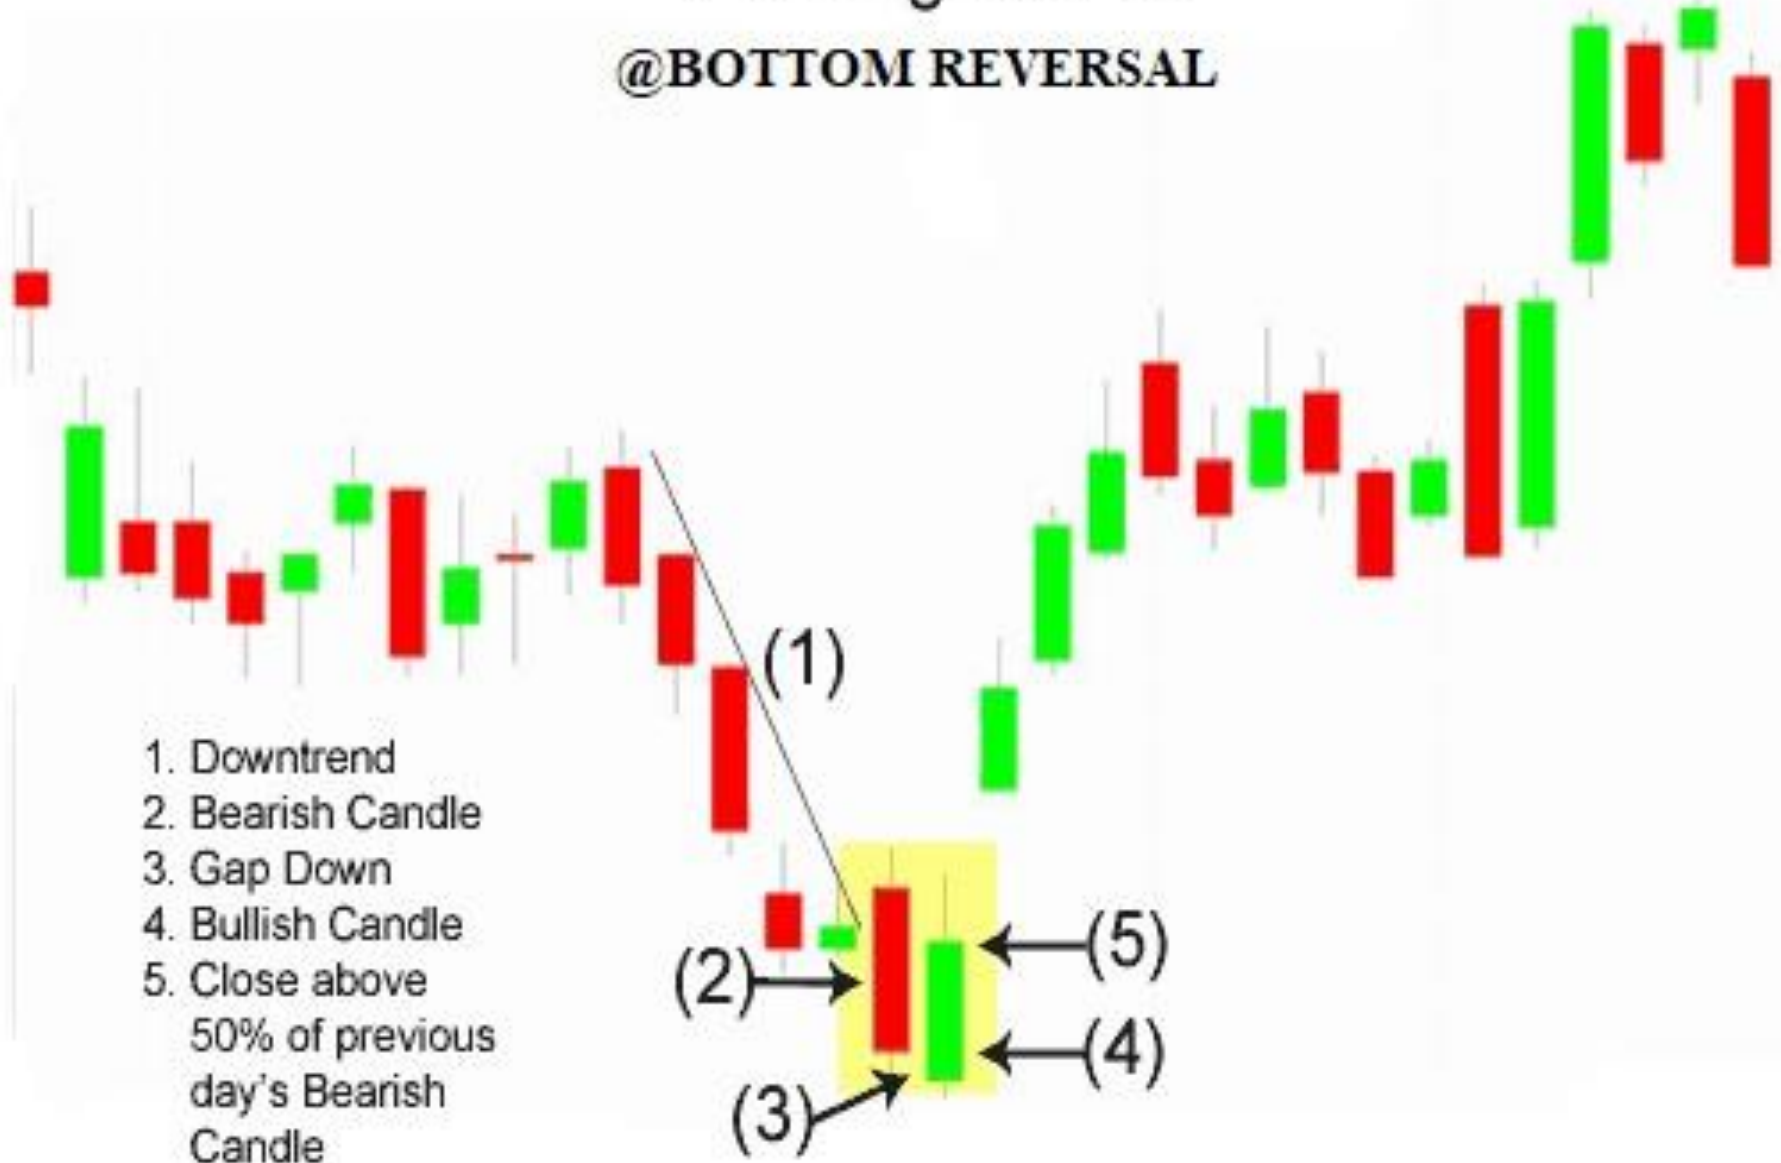 @BOTTOM REVERSAL
(1)
1. Downtrend
2. Bearish Candle
3. Gap Down
4. Bullish Candle
5. Close above
50% of previous
day's Bearish
Candle
(2)
(5)
(4)
(3)